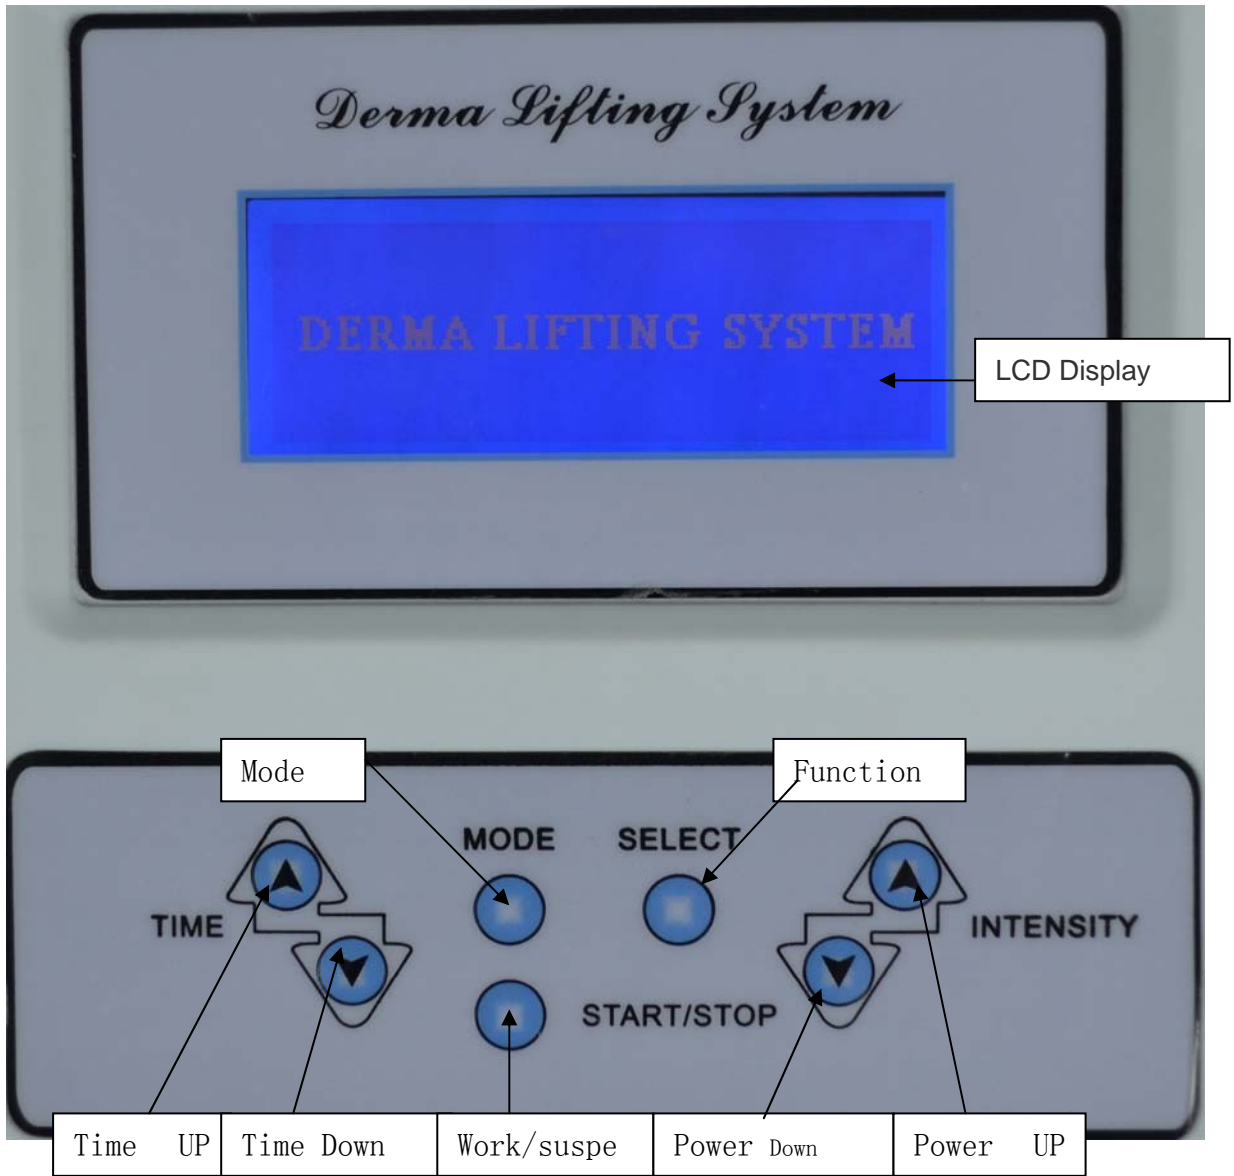 Derma Lifting System
DERMA LIFTING SYSTEM
LCD Display
Mode
Function
MODE
SELECT
TIME
INTENSITY
START/STOP
Time UP
Time Down
Work/suspe
Power Down
Power UP